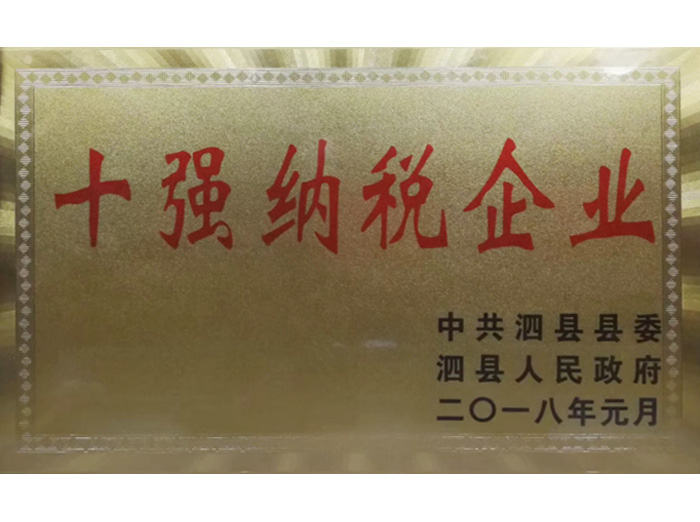 十强纳税企业
中共泗县县委
泗县人民政府
二〇一八年元月